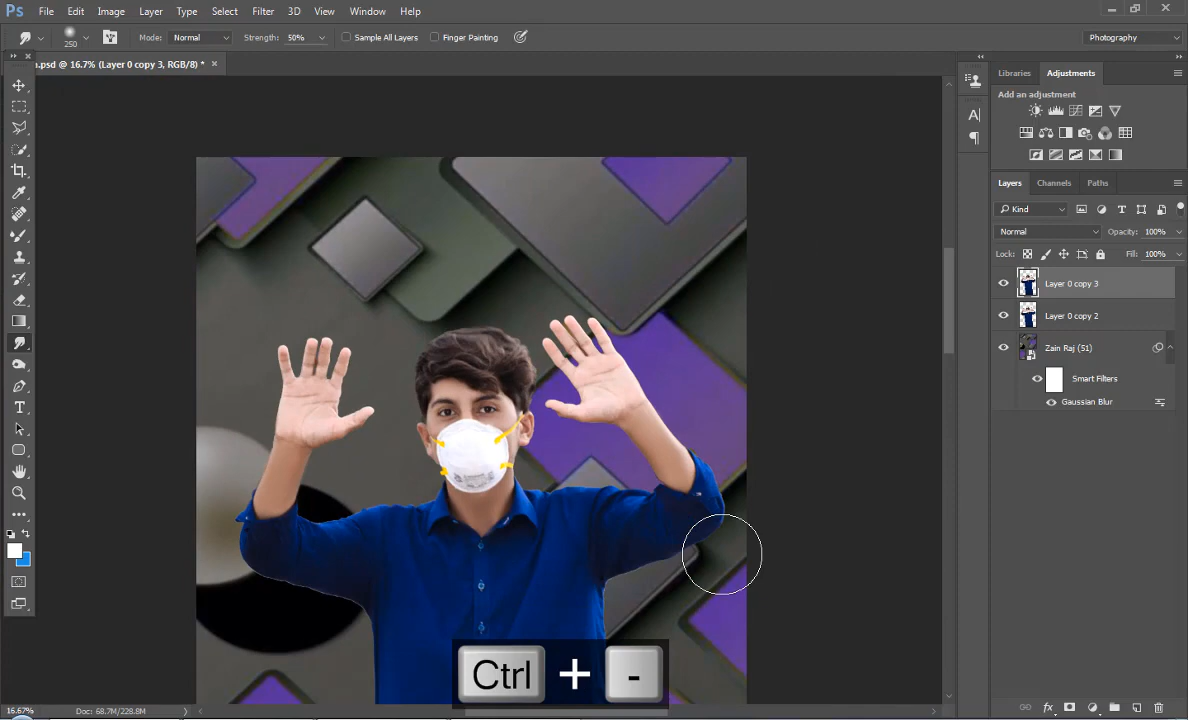 Ps File Edit Image Layer Type Select Filter 3D View Window Help
250 Mode: Normal Strength: 50% Sample All Layers Finger Painting Photography
.psd @ 16.7% (Layer 0 copy 3, RGB/8) * ×
Libraries Adjustments
Add an adjustment
Layers Channels Paths
Kind
Normal Opacity: 100%
Lock: Fill: 100%
Layer 0 copy 3
Layer 0 copy 2
Zain Raj (51)
Smart Filters
Gaussian Blur
Ctrl + -
16.67% Doc: 68.7M/228.8M